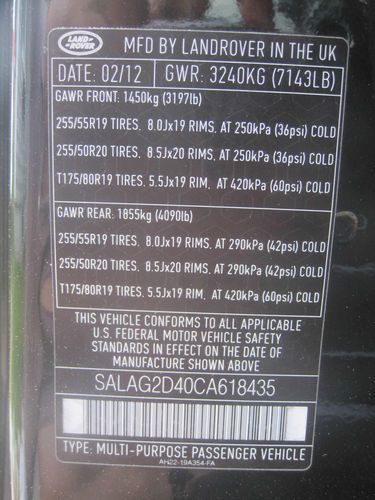 LAND
ROVER
MFD BY LANDROVER IN THE UK
DATE: 02/12 GWR: 3240KG (7143LB)
GAWR FRONT: 1450kg (3197lb)
255/55R19 TIRES. 8.0Jx19 RIMS, AT 250kPa (36psi) COLD
255/50R20 TIRES. 8.5Jx20 RIMS, AT 250kPa (36psi) COLD
T175/80R19 TIRES, 5.5Jx19 RIM, AT 420kPa (60psi) COLD
GAWR REAR: 1855kg (4090lb)
255/55R19 TIRES. 8.0Jx19 RIMS, AT 290kPa (42psi) COLD
255/50R20 TIRES. 8.5Jx20 RIMS, AT 290kPa (42psi) COLD
T175/80R19 TIRES, 5.5Jx19 RIM, AT 420kPa (60psi) COLD
THIS VEHICLE CONFORMS TO ALL APPLICABLE
U.S. FEDERAL MOTOR VEHICLE SAFETY
STANDARDS IN EFFECT ON THE DATE OF
MANUFACTURE SHOWN ABOVE
SALAG2D40CA618435
TYPE: MULTI-PURPOSE PASSENGER VEHICLE
AH22-19A354-FA